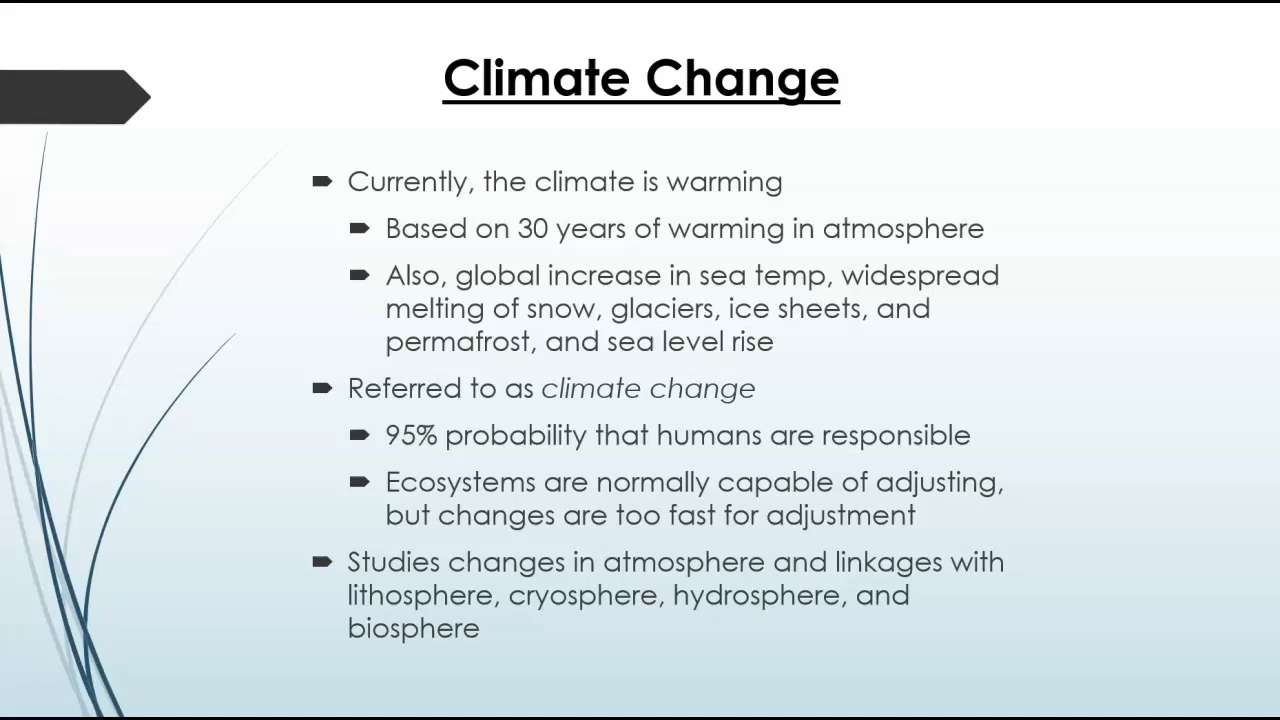 Climate Change
Currently, the climate is warming
Based on 30 years of warming in atmosphere
Also, global increase in sea temp, widespread
melting of snow, glaciers, ice sheets, and
permafrost, and sea level rise
Referred to as climate change
95% probability that humans are responsible
Ecosystems are normally capable of adjusting,
but changes are too fast for adjustment
Studies changes in atmosphere and linkages with
lithosphere, cryosphere, hydrosphere, and
biosphere